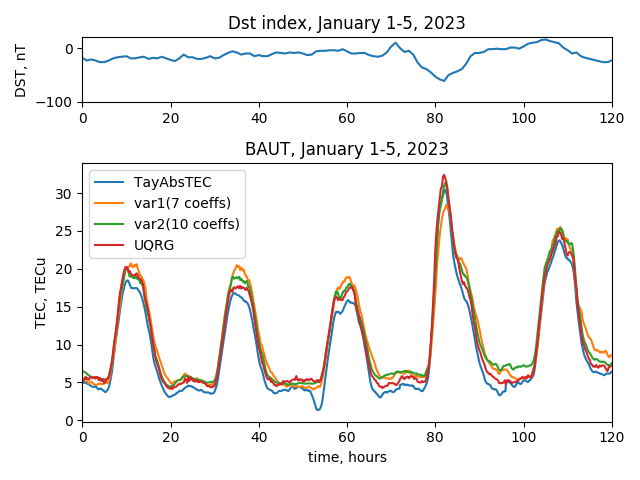 Dst index, January 1-5, 2023
DST, nT
0
−100
0 20 40 60 80 100 120
BAUT, January 1-5, 2023
TEC, TECu
30
25
20
15
10
5
0
TayAbsTEC
var1(7 coeffs)
var2(10 coeffs)
UQRG
0 20 40 60 80 100 120
time, hours